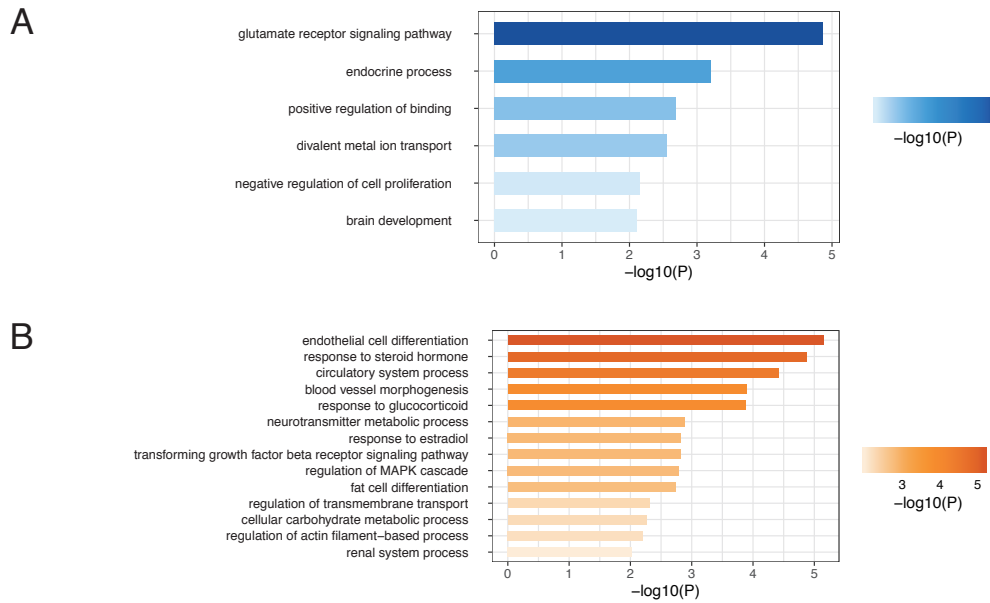 A
glutamate receptor signaling pathway
endocrine process
positive regulation of binding
divalent metal ion transport
negative regulation of cell proliferation
brain development
0 1 2 3 4 5
−log10(P)
−log10(P)
B
endothelial cell differentiation
response to steroid hormone
circulatory system process
blood vessel morphogenesis
response to glucocorticoid
neurotransmitter metabolic process
response to estradiol
transforming growth factor beta receptor signaling pathway
regulation of MAPK cascade
fat cell differentiation
regulation of transmembrane transport
cellular carbohydrate metabolic process
regulation of actin filament−based process
renal system process
0 1 2 3 4 5
−log10(P)
3 4 5
−log10(P)